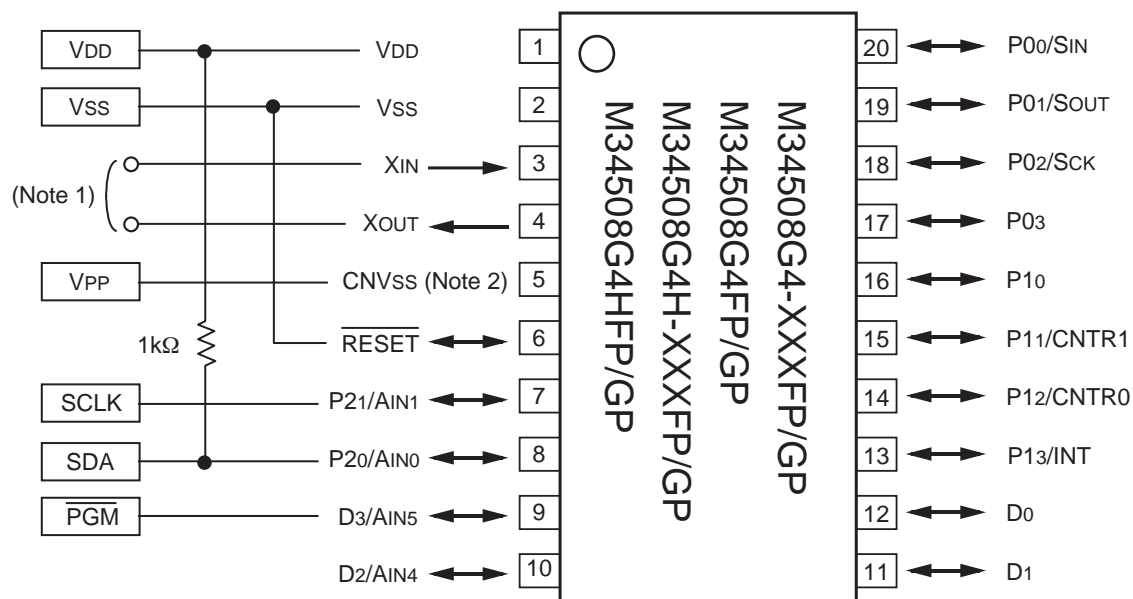 VDD VDD 1 20 P00/SIN
VSS VSS 2 19 P01/SOUT
XIN 3 18 P02/SCK
(Note 1)
XOUT 4 17 P03
VPP CNVSS (Note 2) 5 16 P10
1kΩ RESET 6 15 P11/CNTR1
SCLK P21/AIN1 7 14 P12/CNTR0
SDA P20/AIN0 8 13 P13/INT
PGM D3/AIN5 9 12 D0
D2/AIN4 10 11 D1
M34508G4-XXXFP/GP
M34508G4FP/GP
M34508G4H-XXXFP/GP
M34508G4HFP/GP